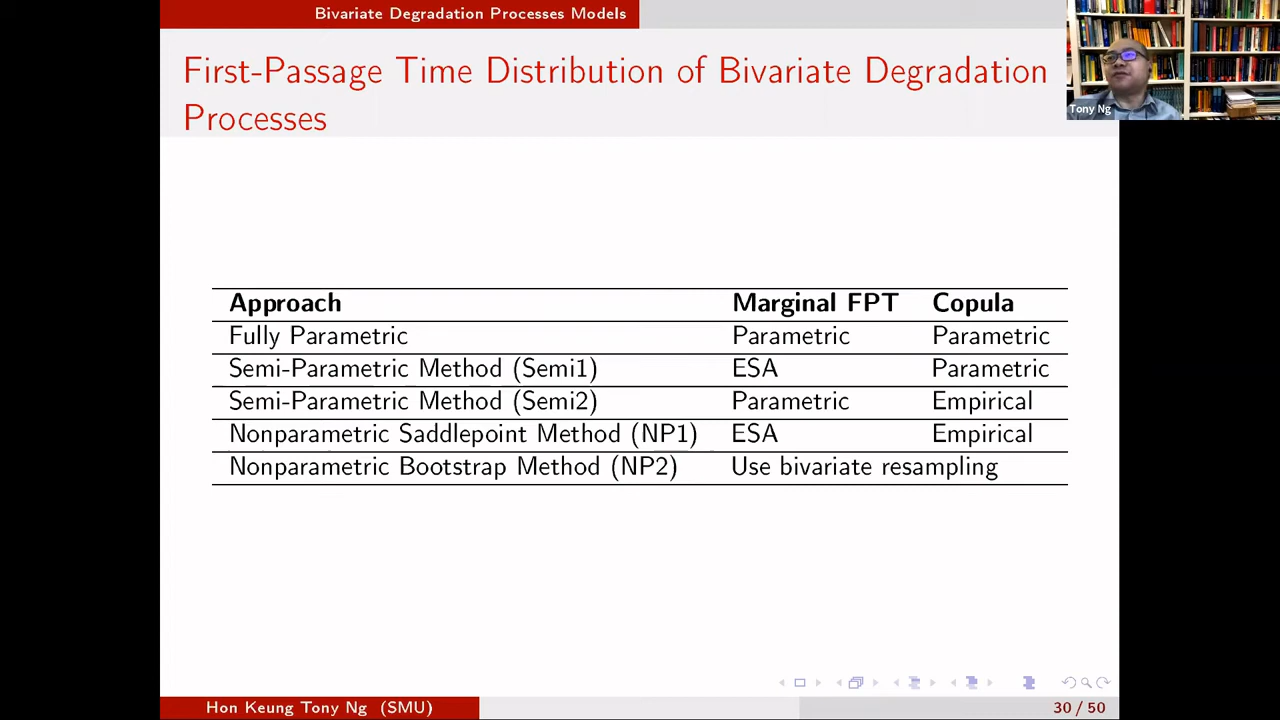 Bivariate Degradation Processes Models
First-Passage Time Distribution of Bivariate Degradation
Processes
Tony Ng
Approach Marginal FPT Copula
Fully Parametric Parametric Parametric
Semi-Parametric Method (Semi1) ESA Parametric
Semi-Parametric Method (Semi2) Parametric Empirical
Nonparametric Saddlepoint Method (NP1) ESA Empirical
Nonparametric Bootstrap Method (NP2) Use bivariate resampling
Hon Keung Tony Ng (SMU)
30 / 50